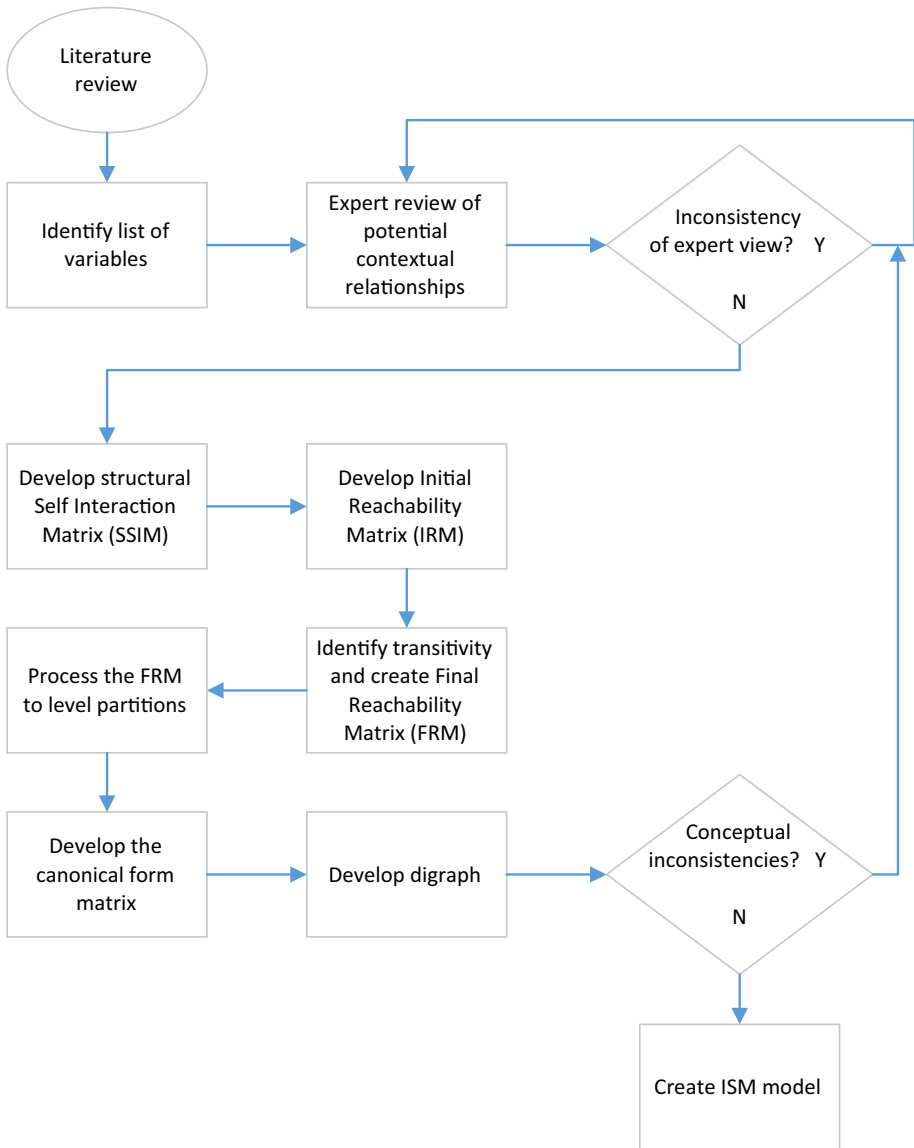 Literature
review
Identify list of
variables
Expert review of
potential
contextual
relationships
Inconsistency
of expert view? Y
N
Develop structural
Self Interaction
Matrix (SSIM)
Develop Initial
Reachability
Matrix (IRM)
Identify transitivity
and create Final
Reachability
Matrix (FRM)
Process the FRM
to level partitions
Develop the
canonical form
matrix
Develop digraph
Conceptual
inconsistencies? Y
N
Create ISM model